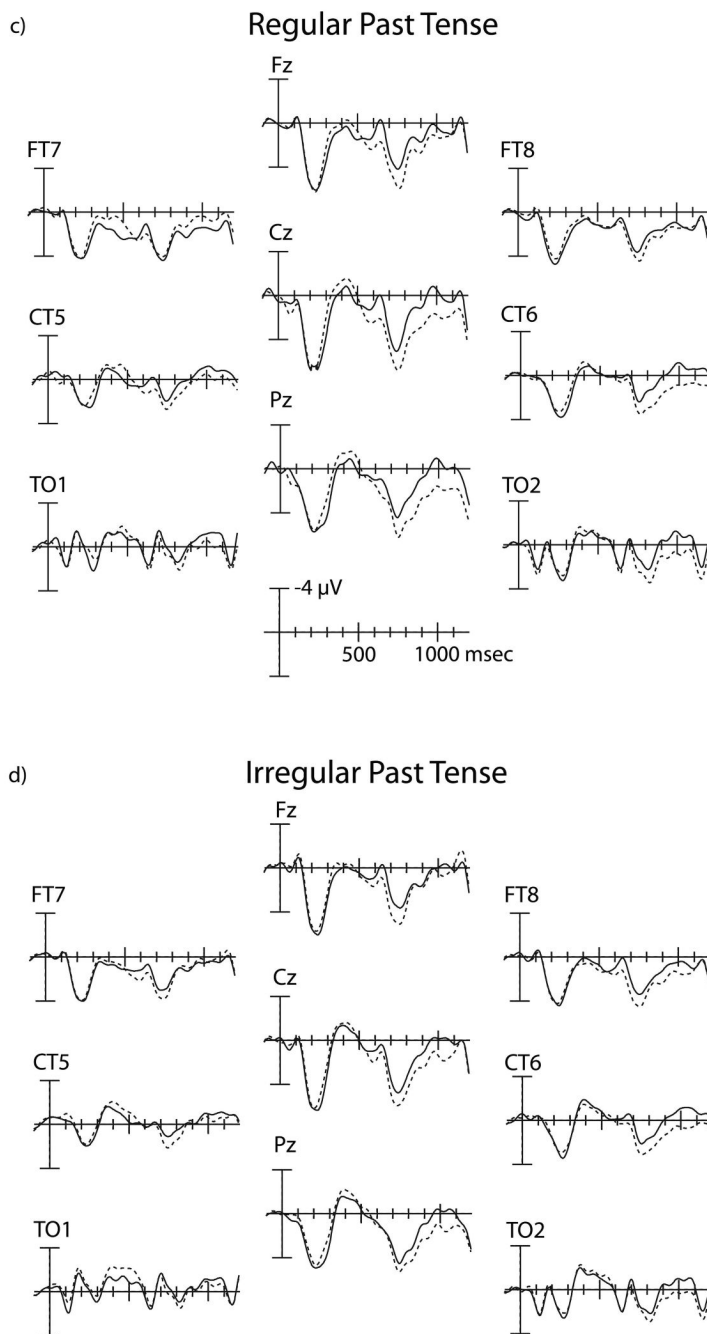 c)
Regular Past Tense
Fz
FT7
FT8
Cz
CT5
CT6
Pz
TO1
TO2
-4 µV
500
1000 msec
d)
Irregular Past Tense
Fz
FT7
FT8
Cz
CT5
CT6
Pz
TO1
TO2